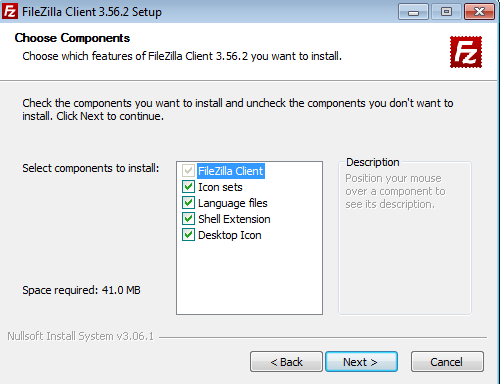 FileZilla Client 3.56.2 Setup
Choose Components
Choose which features of FileZilla Client 3.56.2 you want to install.
Fz
Check the components you want to install and uncheck the components you don't want to
install. Click Next to continue.
Select components to install:
FileZilla Client
Icon sets
Language files
Shell Extension
Desktop Icon
Description
Position your mouse
over a component to
see its description.
Space required: 41.0 MB
Nullsoft Install System v3.06.1
< Back
Next >
Cancel